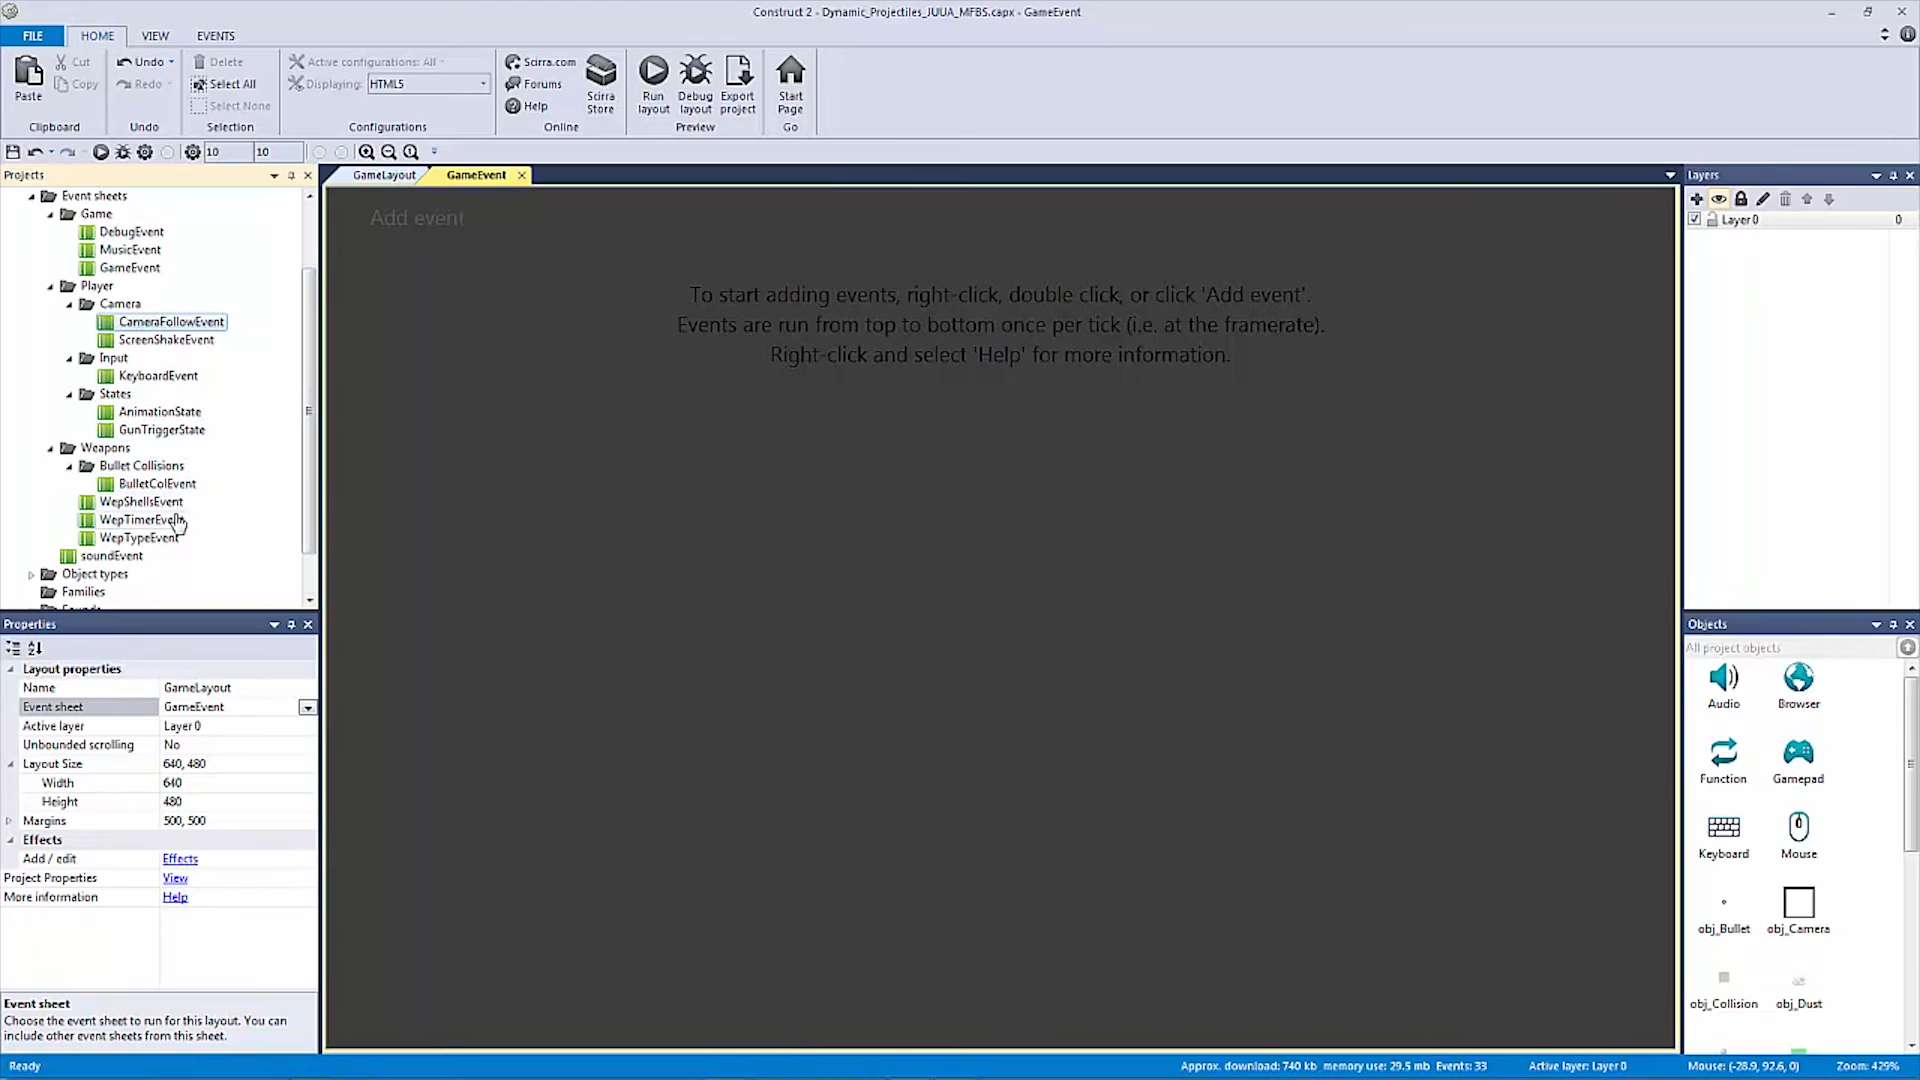 Construct 2 - Dynamic_Projectiles_JUUA_MFBS.capx - GameEvent
FILE HOME VIEW EVENTS
Paste
Cut
Copy
Clipboard
Undo
Redo
Undo
Delete
Select All
Select None
Selection
Active configurations: All
Displaying: HTML5
Configurations
Scirra.com
Forums
Help
Scirra Store
Online
Run layout
Debug layout
Export project
Preview
Start Page
Go
10 10
Projects
Event sheets
Game
DebugEvent
MusicEvent
GameEvent
Player
Camera
CameraFollowEvent
ScreenShakeEvent
Input
KeyboardEvent
States
AnimationState
GunTriggerState
Weapons
Bullet Collisions
BulletColEvent
WepShellsEvent
WepTimerEvent
WepTypeEvent
soundEvent
Object types
Families
Sounds
Properties
Layout properties
Name GameLayout
Event sheet GameEvent
Active layer Layer 0
Unbounded scrolling No
Layout Size 640, 480
Width 640
Height 480
Margins 500, 500
Effects
Add / edit Effects
Project Properties View
More information Help
Event sheet
Choose the event sheet to run for this layout. You can
include other event sheets from this sheet.
GameLayout GameEvent
Add event
To start adding events, right-click, double click, or click 'Add event'.
Events are run from top to bottom once per tick (i.e. at the framerate).
Right-click and select 'Help' for more information.
Layers
Layer 0 0
Objects
All project objects
Audio Browser
Function Gamepad
Keyboard Mouse
obj_Bullet obj_Camera
obj_Collision obj_Dust
Ready
Approx. download: 740 kb memory use: 29.5 mb Events: 33 Active layer: Layer 0 Mouse: (-28.9, 92.6, 0) Zoom: 429%